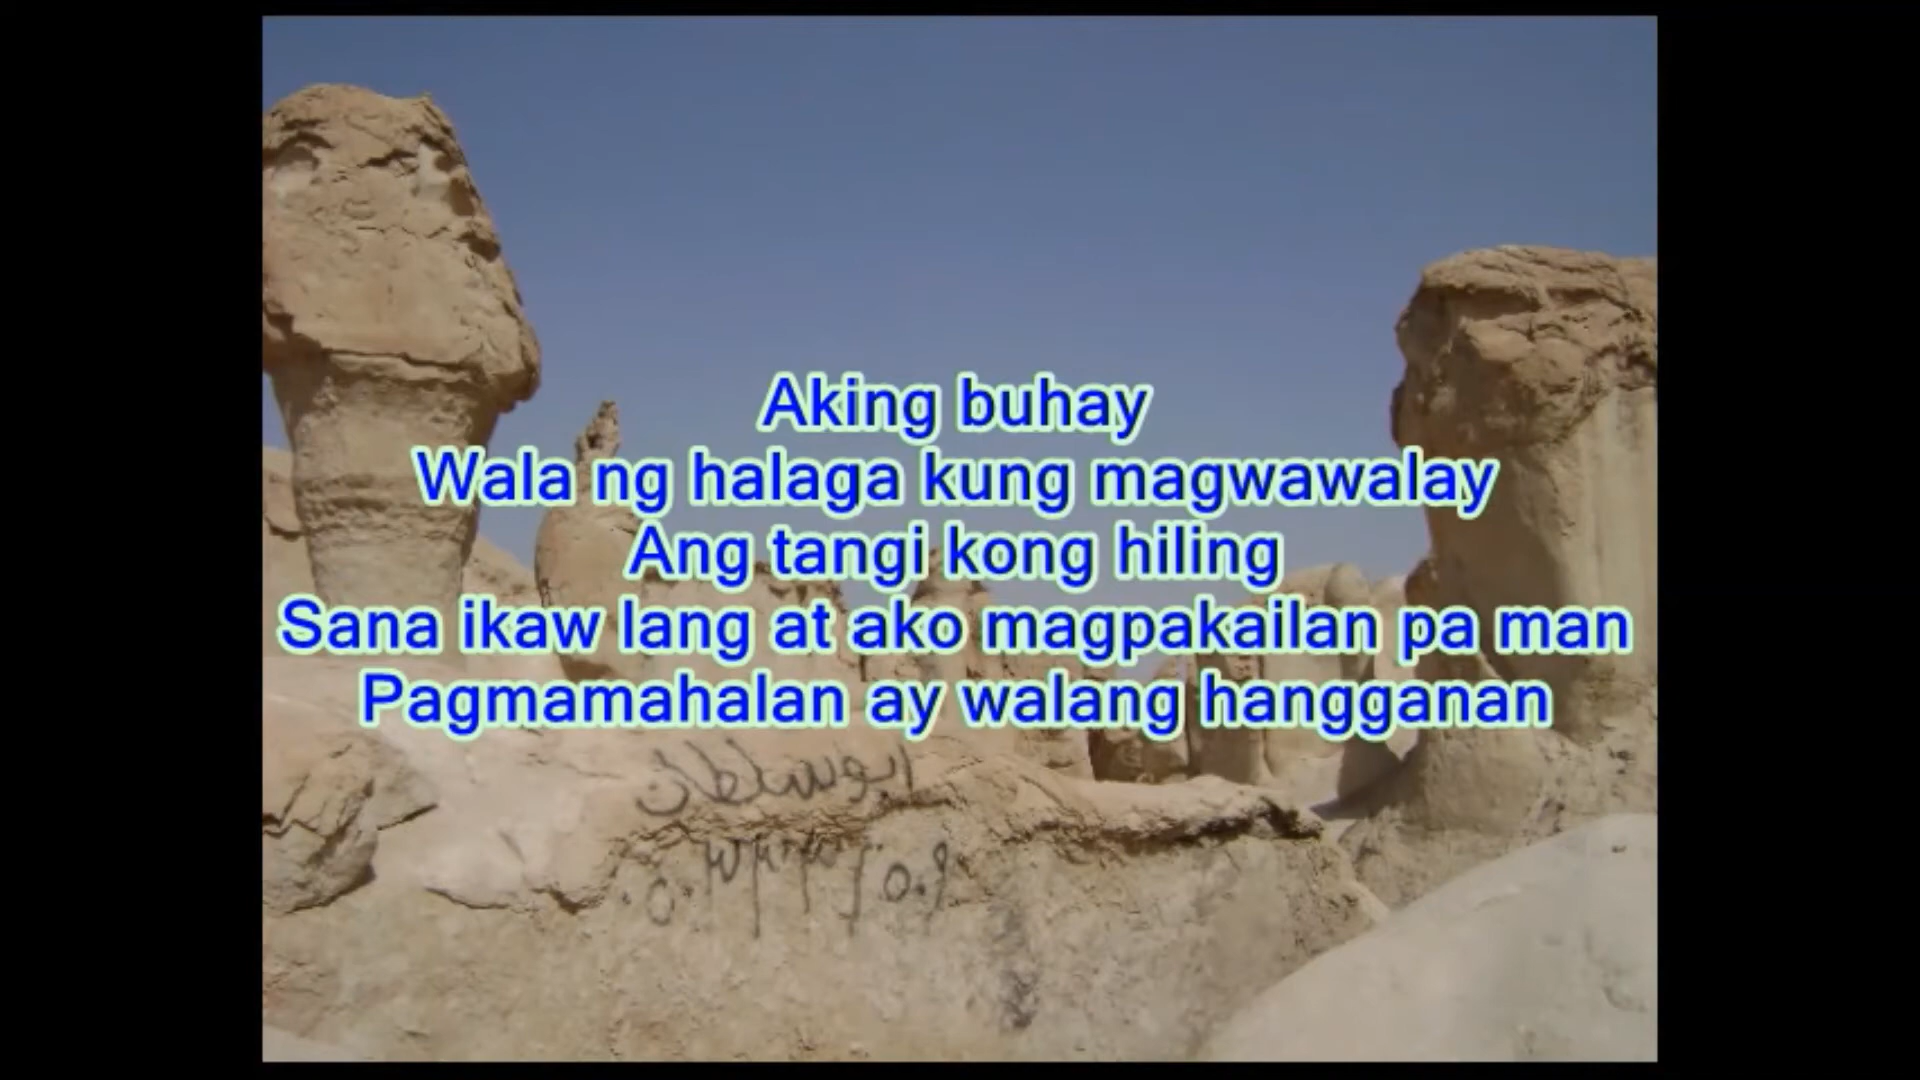 Aking buhay
Wala ng halaga kung magwawalay
Ang tangi kong hiling
Sana ikaw lang at ako magpakailan pa man
Pagmamahalan ay walang hangganan
ابوسلطان